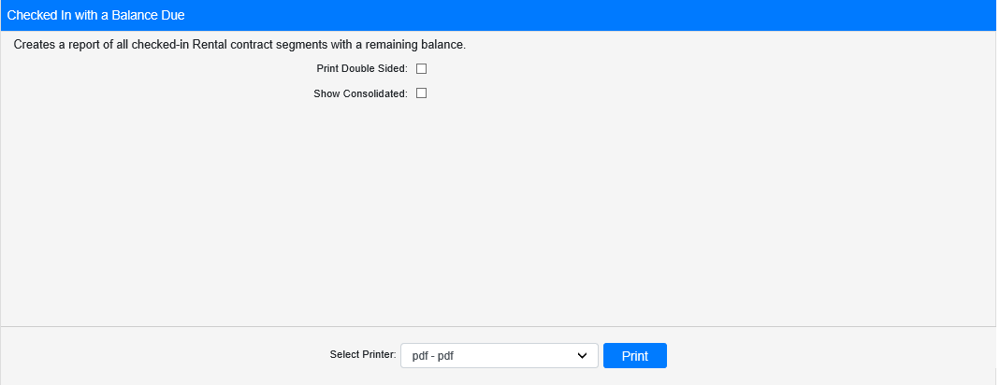 Checked In with a Balance Due
Creates a report of all checked-in Rental contract segments with a remaining balance.
Print Double Sided:
Show Consolidated:
Select Printer: pdf - pdf Print